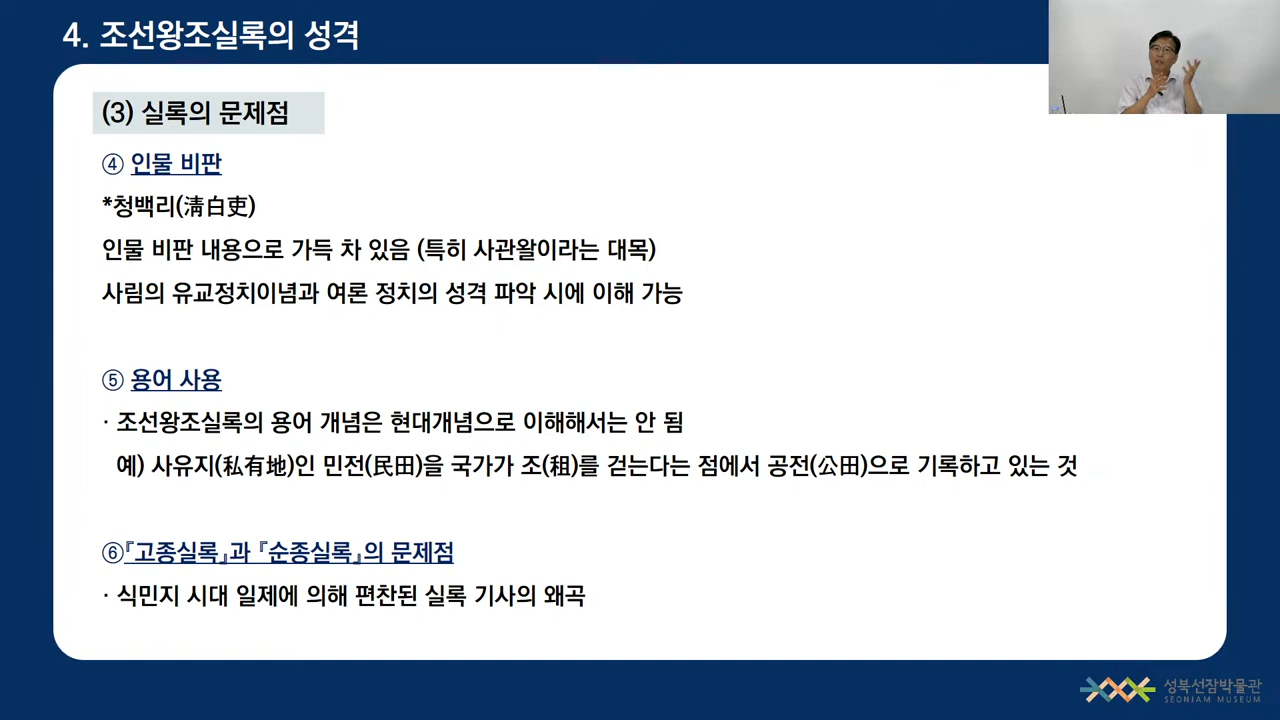 4. 조선왕조실록의 성격
(3) 실록의 문제점
④ 인물 비판
*청백리(淸白吏)
인물 비판 내용으로 가득 차 있음 (특히 사관왈이라는 대목)
사림의 유교정치이념과 여론 정치의 성격 파악 시에 이해 가능
⑤ 용어 사용
· 조선왕조실록의 용어 개념은 현대개념으로 이해해서는 안 됨
예) 사유지(私有地)인 민전(民田)을 국가가 조(租)를 걷는다는 점에서 공전(公田)으로 기록하고 있는 것
⑥『고종실록』과 『순종실록』의 문제점
· 식민지 시대 일제에 의해 편찬된 실록 기사의 왜곡
성북선잠박물관
SEONJAM MUSEUM